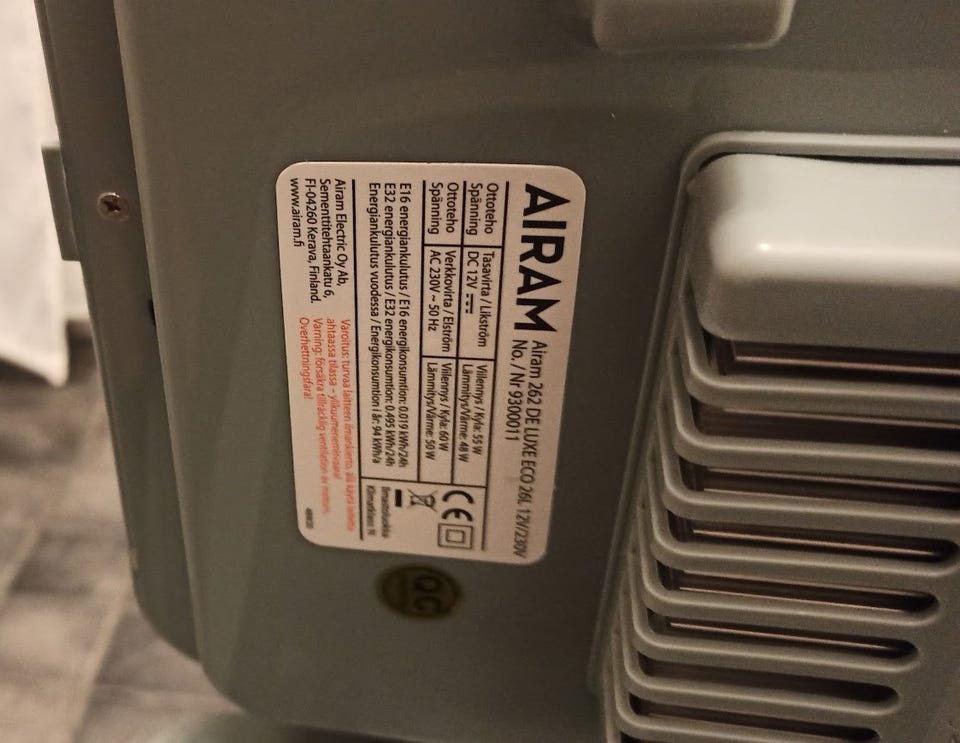 AIRAM
Airam 262 DE LUXE ECO 26L 12V/230V
No. / Nr 9300011
Ottoteho Tasavirta / Likström Viilennys / Kyla: 55 W
Spänning DC 12V Lämmitys/Värme: 48 W
Ottoteho Verkkovirta / Elström Viilennys / Kyla: 60 W
Spänning AC 230V ~ 50 Hz Lämmitys/Värme: 50 W
E16 energiankulutus / E16 energikonsumtion: 0.019 kWh/24h
E32 energiankulutus / E32 energikonsumtion: 0.495 kWh/24h
Energiankulutus vuodessa / Energikonsumtion i år: 94 kWh/a
CE
Ilmastoluokka
Klimatklass: N
Airam Electric Oy Ab,
Sementtitehtaankatu 6,
FI-04260 Kerava, Finland.
www.airam.fi
Varoitus: turvaa laitteen ilmankierto, älä käytä laitetta
ahtaassa tilassa - ylikuumenemisvaara!
Varning: försäkra tillräcklig ventilation av motorn.
Överhettningsfara!
QC